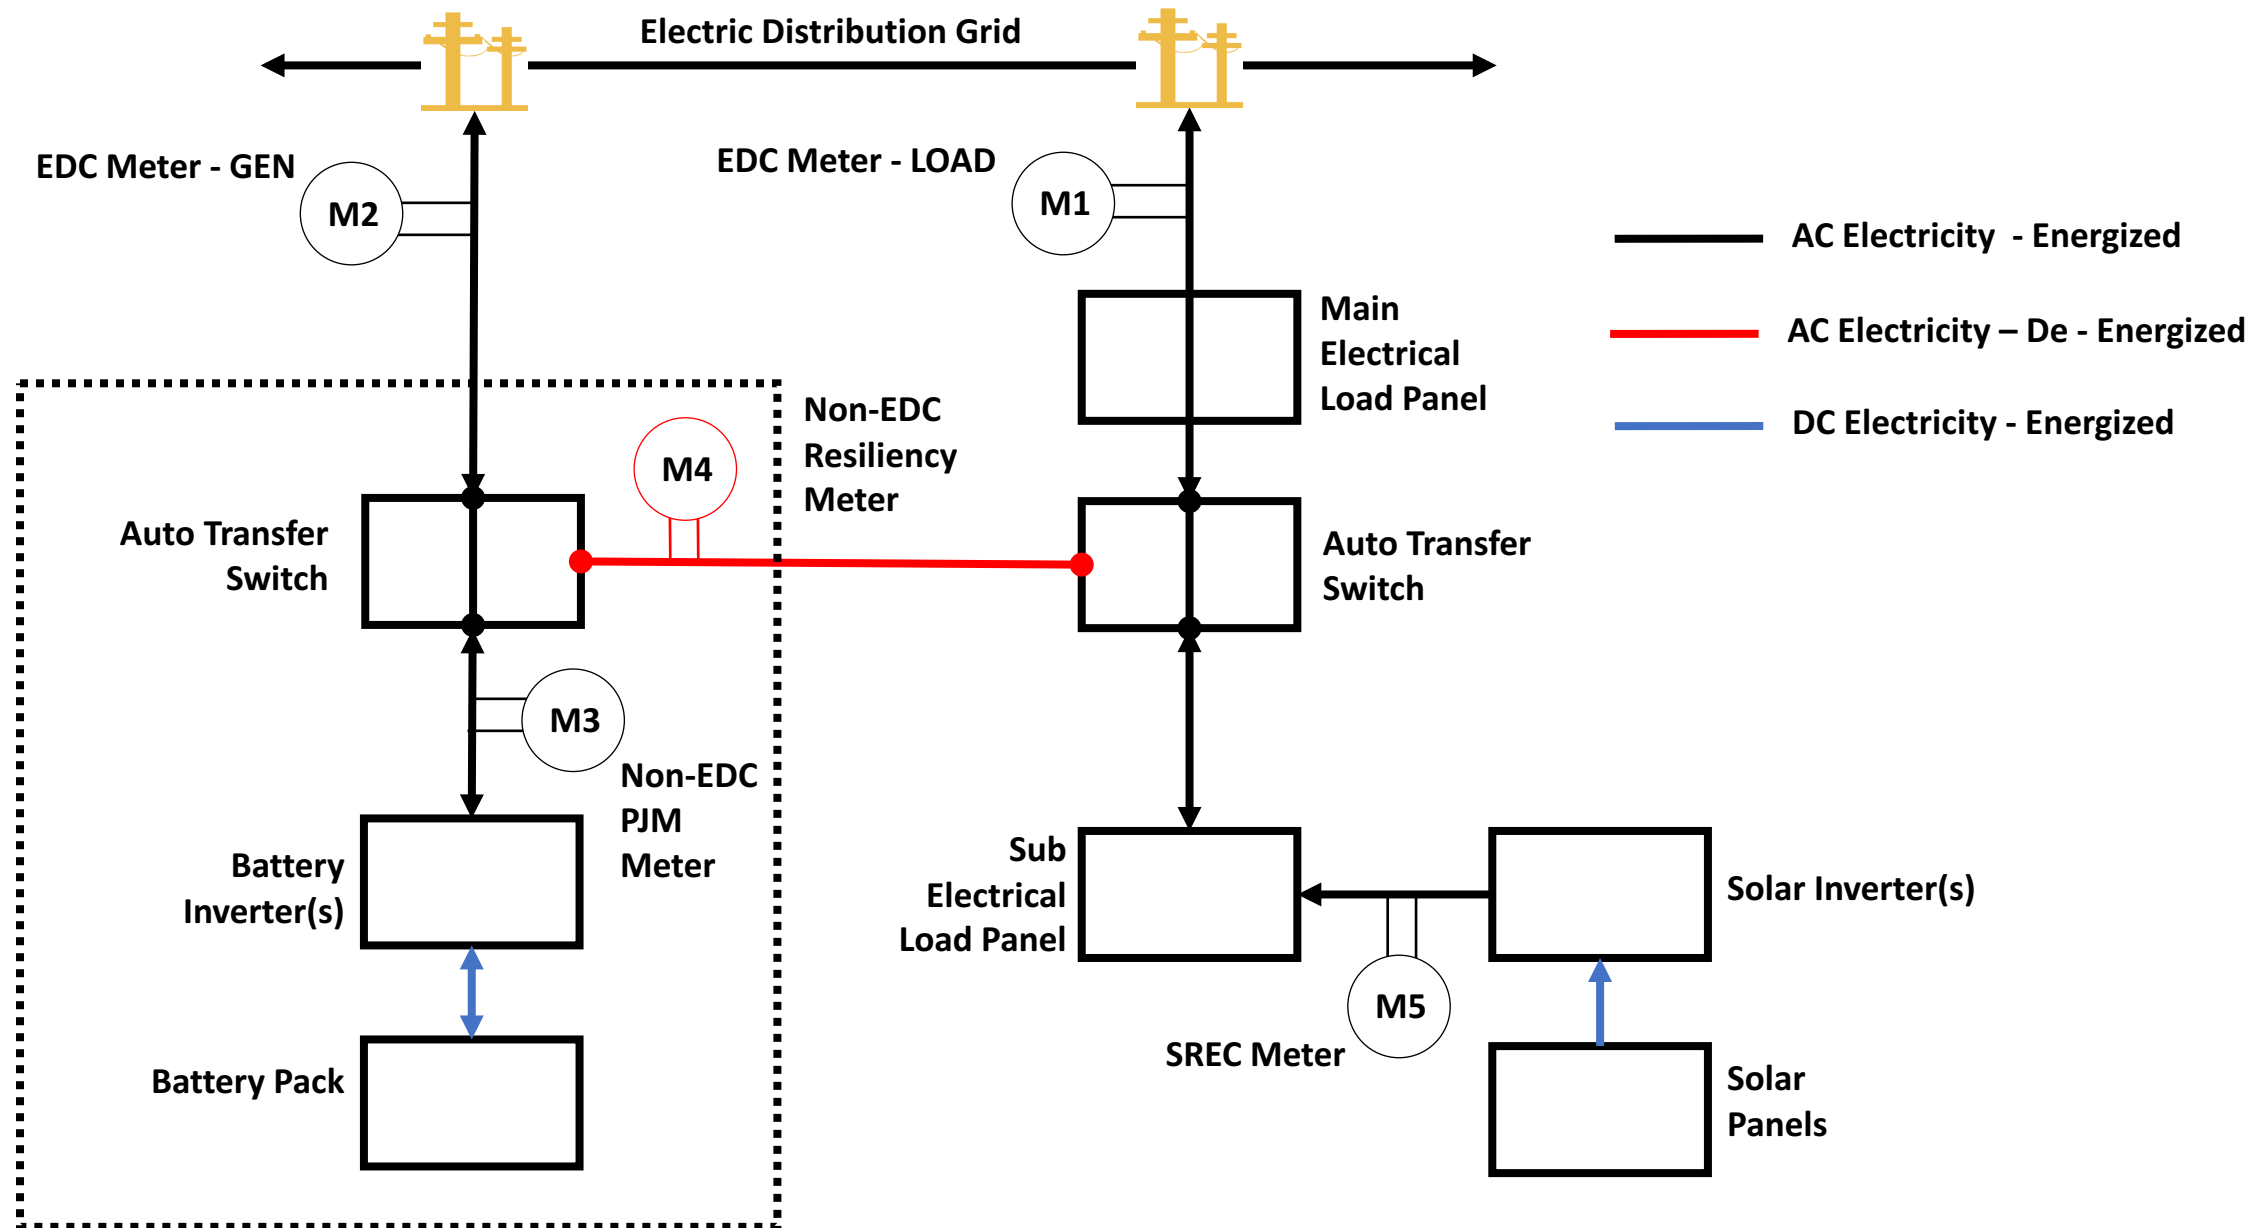 Electric Distribution Grid
EDC Meter - GEN
M2
EDC Meter - LOAD
M1
AC Electricity  - Energized
AC Electricity – De - Energized
DC Electricity - Energized
Main
Electrical
Load Panel
Non-EDC
Resiliency
Meter
M4
Auto Transfer
Switch
Auto Transfer
Switch
M3
Non-EDC
PJM
Meter
Battery
Inverter(s)
Sub
Electrical
Load Panel
Solar Inverter(s)
M5
SREC Meter
Battery Pack
Solar
Panels